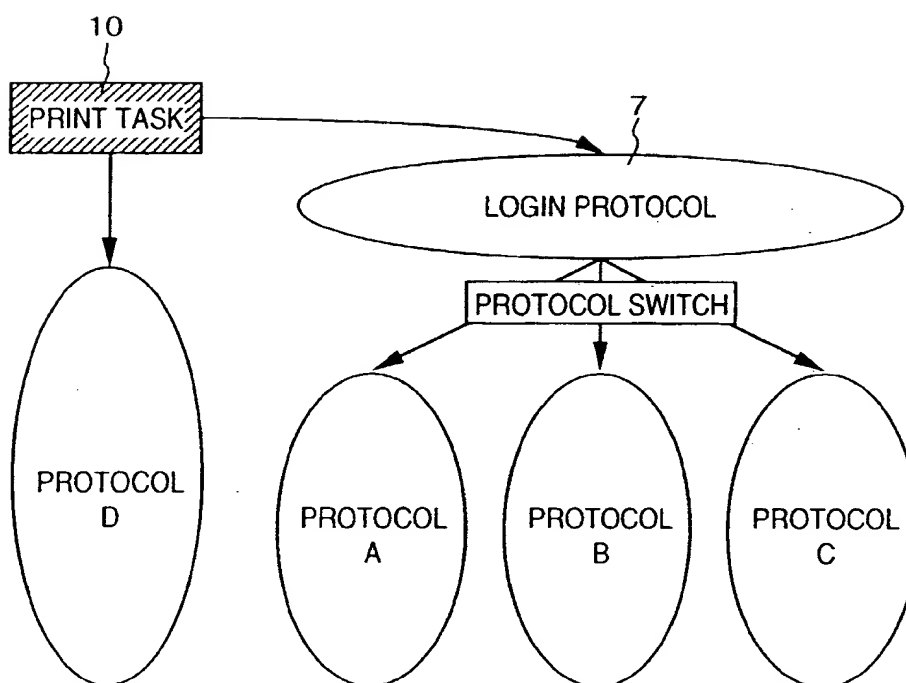 10
PRINT TASK
7
LOGIN PROTOCOL
PROTOCOL SWITCH
PROTOCOL
D
PROTOCOL
A
PROTOCOL
B
PROTOCOL
C